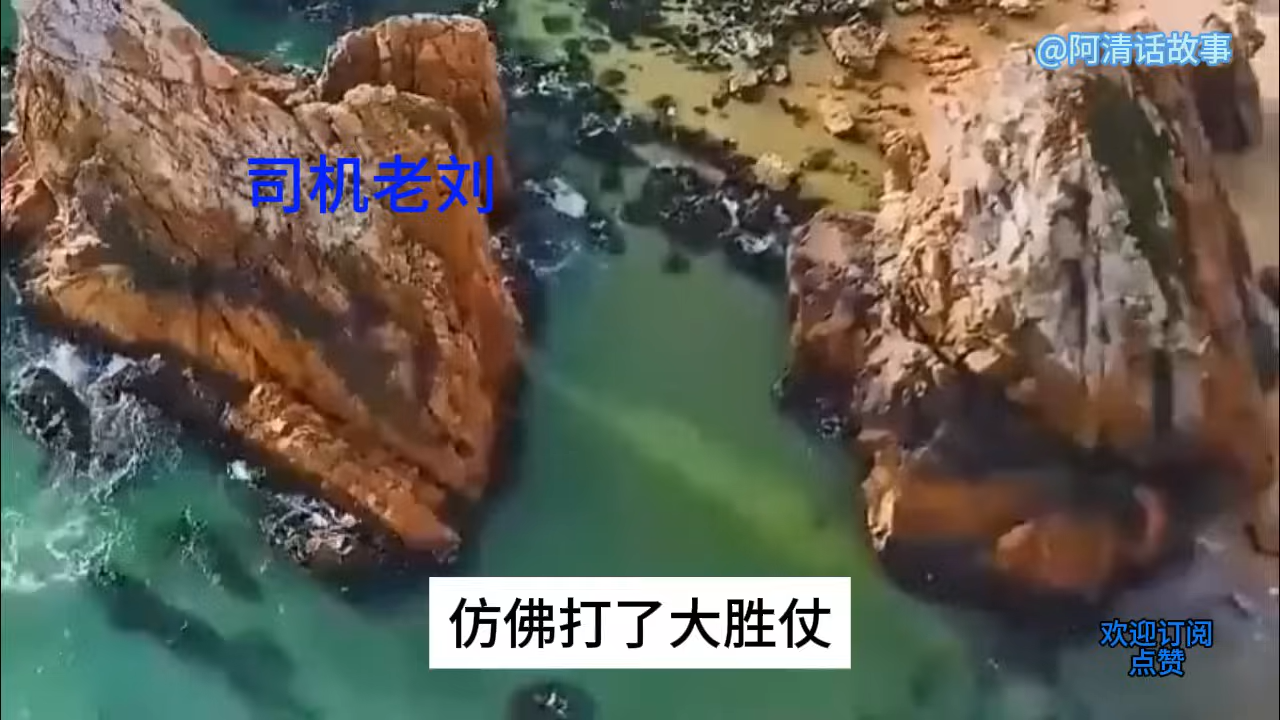 @阿清话故事
司机老刘
仿佛打了大胜仗
欢迎订阅
点赞